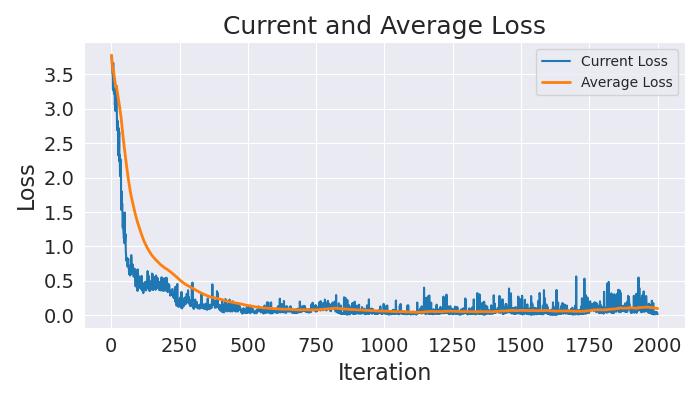 Current and Average Loss
Current Loss
Average Loss
3.5
3.0
2.5
2.0
1.5
1.0
0.5
0.0
Loss
0 250 500 750 1000 1250 1500 1750 2000
Iteration